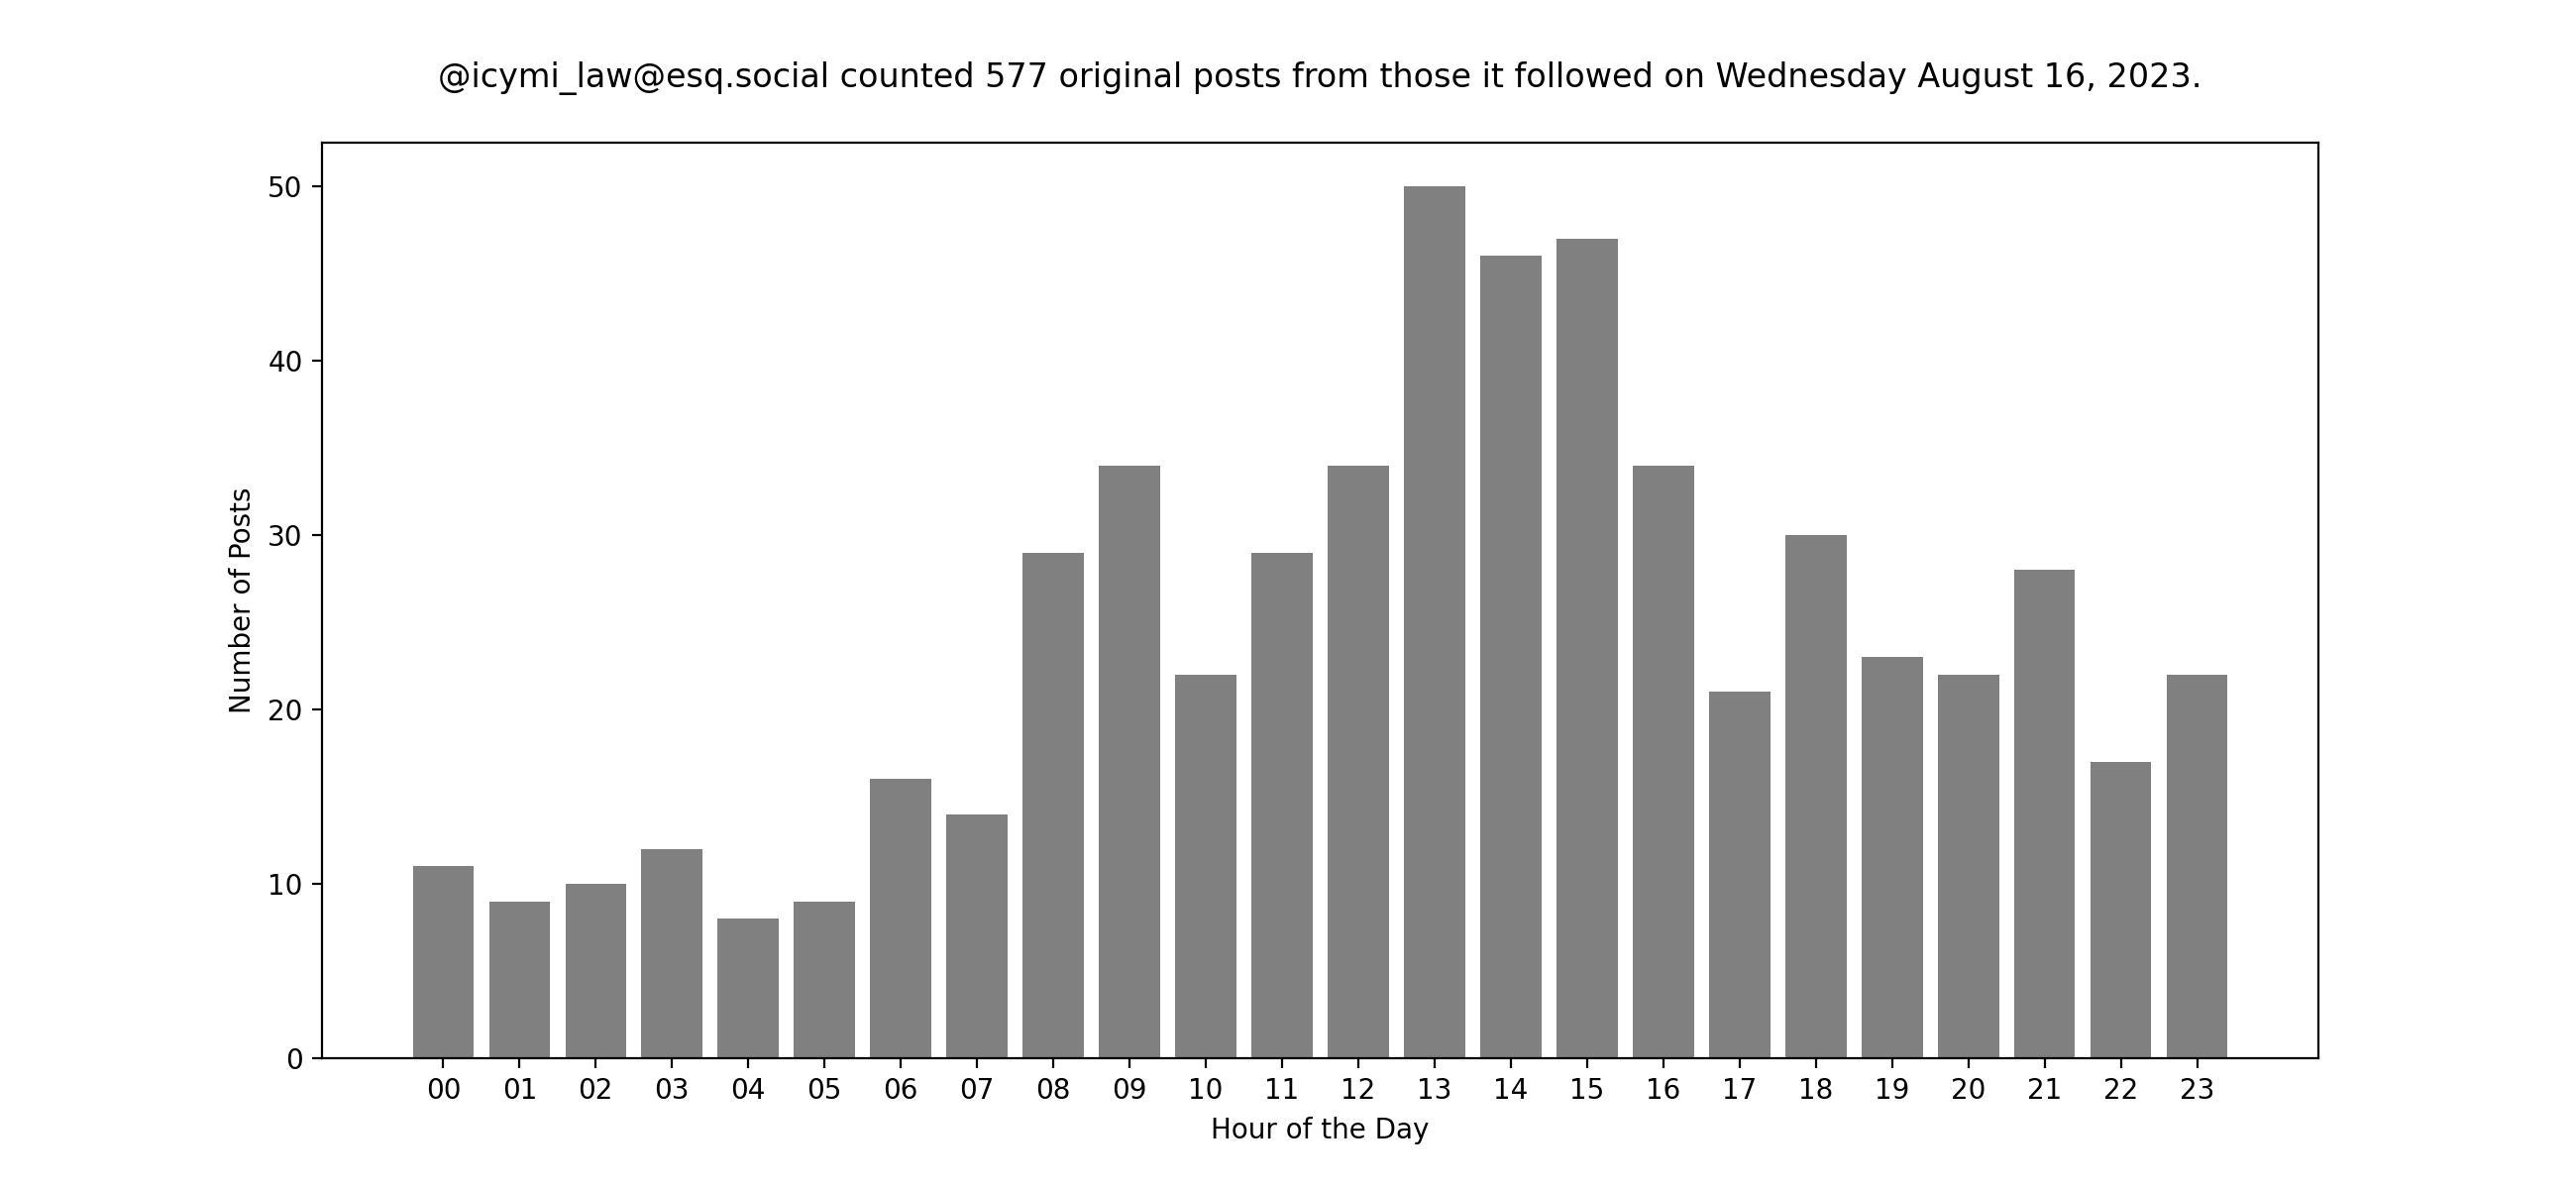 @icymi_law@esq.social counted 577 original posts from those it followed on Wednesday August 16, 2023.
50
40
30
20
10
0
Number of Posts
00 01 02 03 04 05 06 07 08 09 10 11 12 13 14 15 16 17 18 19 20 21 22 23
Hour of the Day